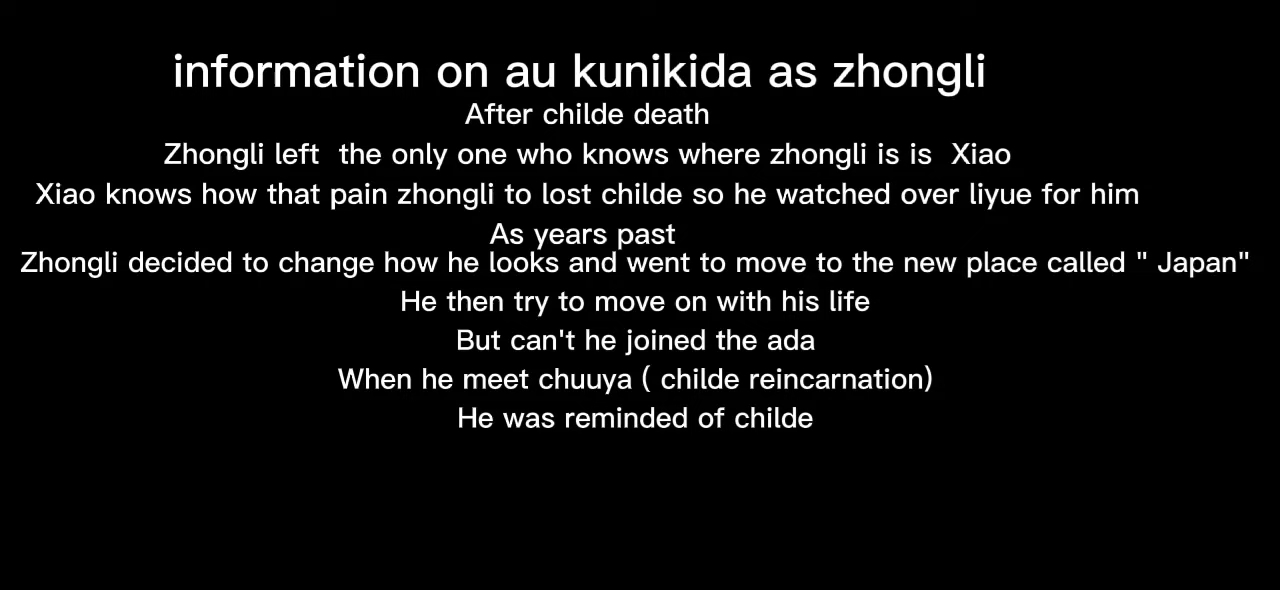 information on au kunikida as zhongli
After childe death
Zhongli left the only one who knows where zhongli is is Xiao
Xiao knows how that pain zhongli to lost childe so he watched over liyue for him
As years past
Zhongli decided to change how he looks and went to move to the new place called " Japan"
He then try to move on with his life
But can't he joined the ada
When he meet chuuya ( childe reincarnation)
He was reminded of childe